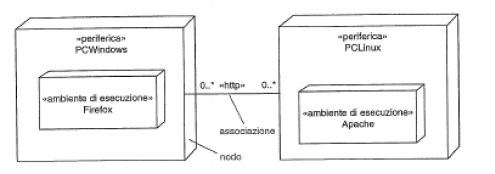 «periferica»
PCWindows
«ambiente di esecuzione»
Firefox
0..* «http» 0..*
associazione
nodo
«periferica»
PCLinux
«ambiente di esecuzione»
Apache